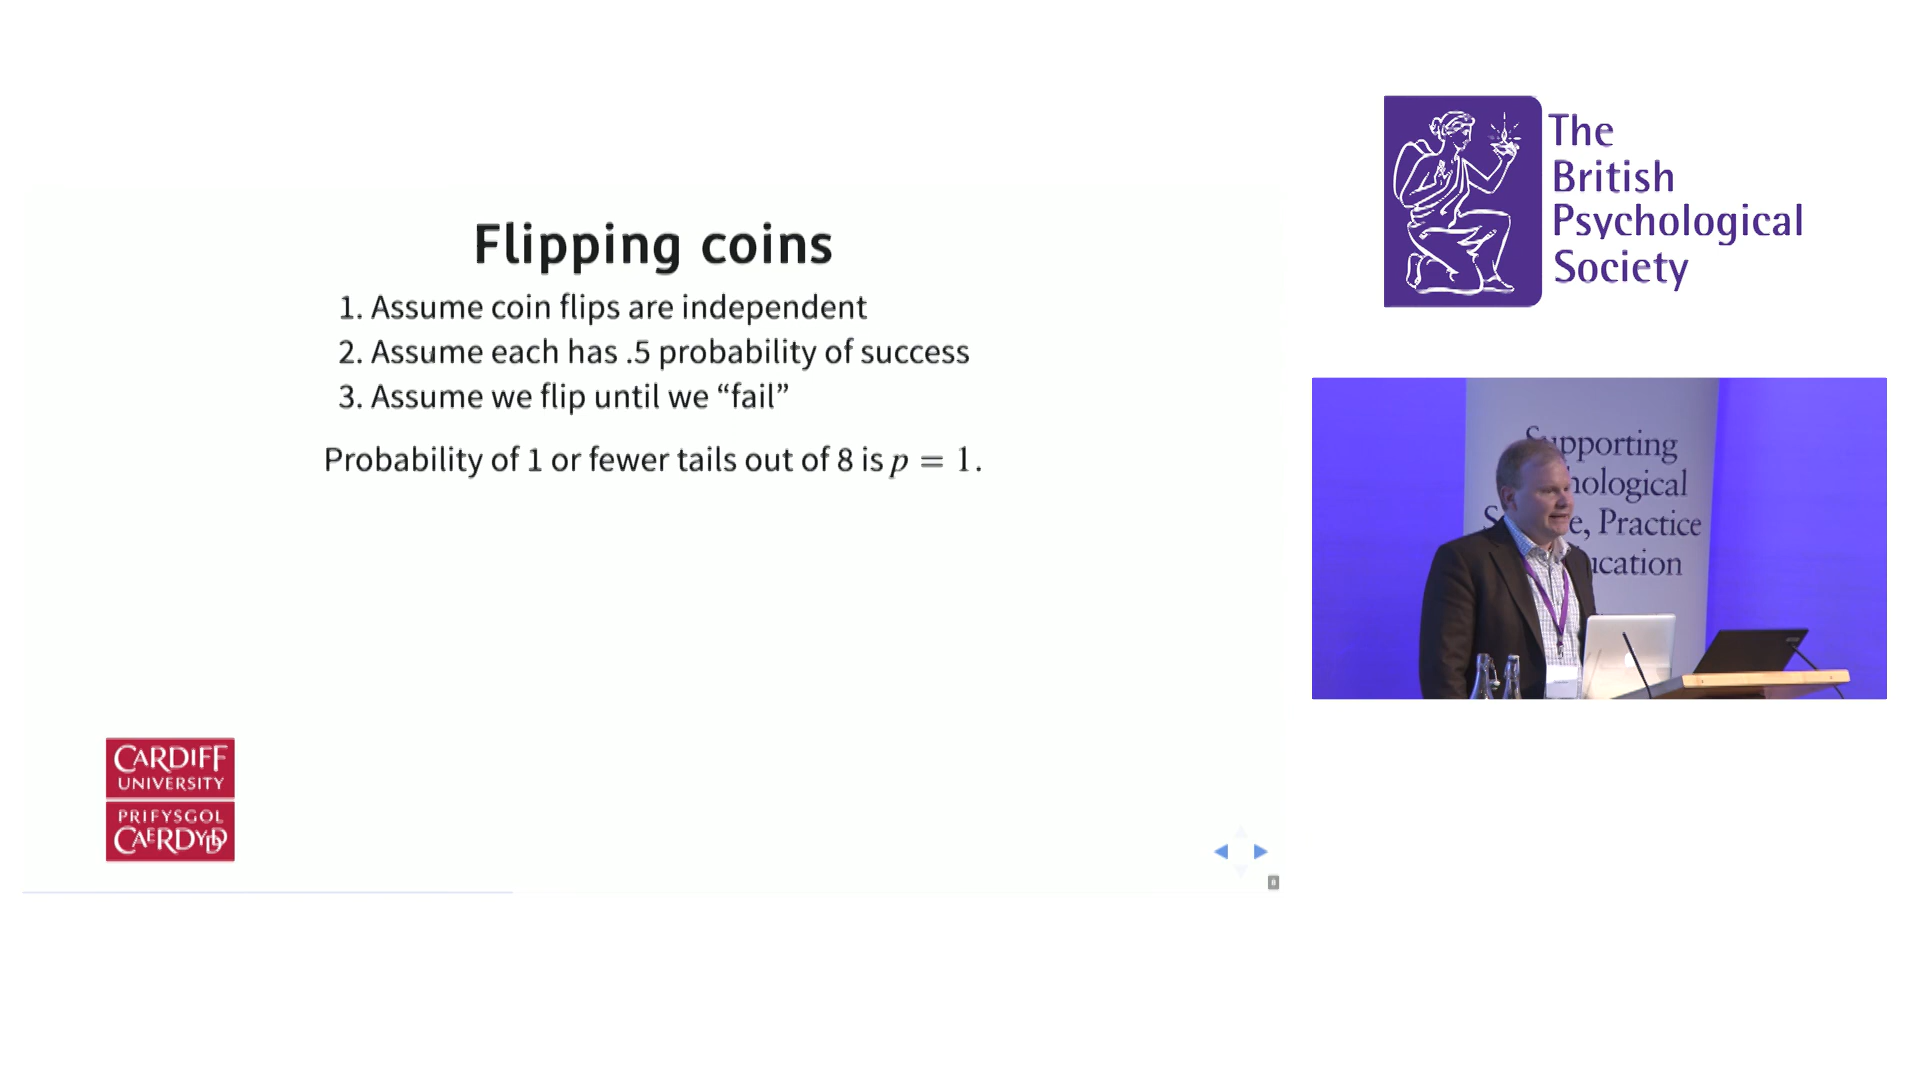 Flipping coins
1. Assume coin flips are independent
2. Assume each has .5 probability of success
3. Assume we flip until we “fail”
Probability of 1 or fewer tails out of 8 is p = 1.
CARDIFF
UNIVERSITY
PRIFYSGOL
CAERDYDD
8
The
British
Psychological
Society
Supporting
hological
e, Practice
ucation